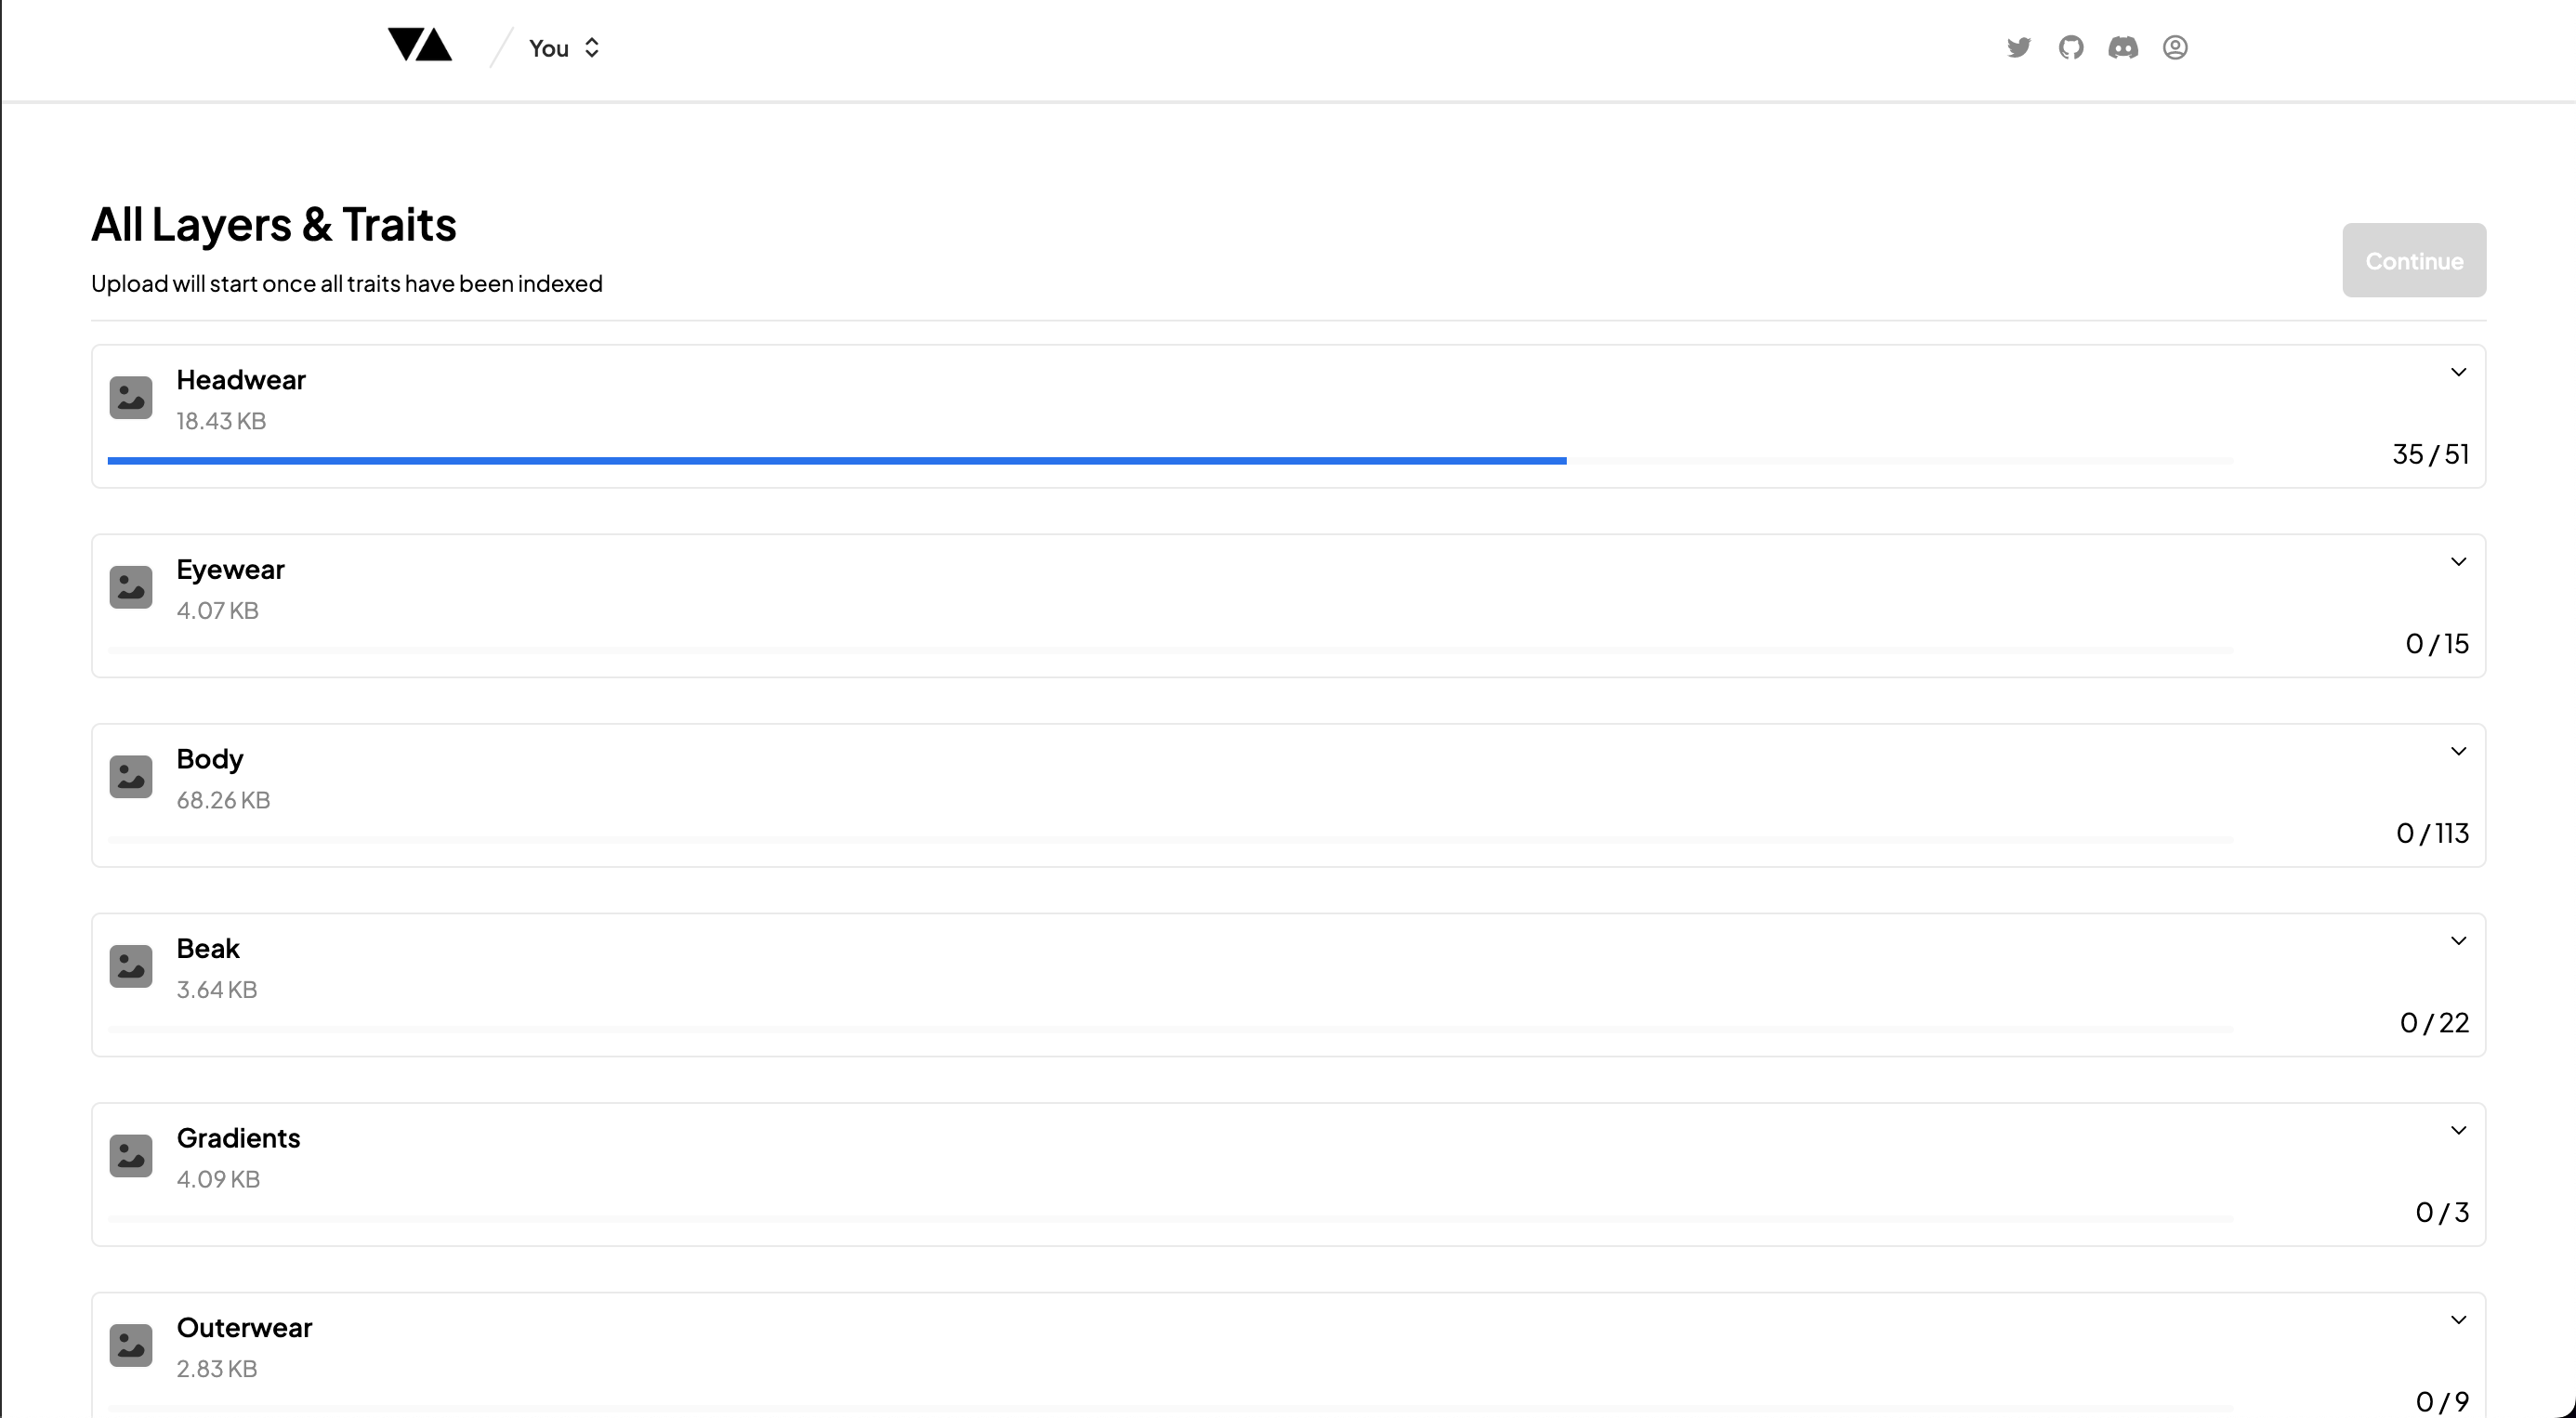 You
All Layers & Traits
Upload will start once all traits have been indexed
Continue
Headwear
18.43 KB
35 / 51
Eyewear
4.07 KB
0 / 15
Body
68.26 KB
0 / 113
Beak
3.64 KB
0 / 22
Gradients
4.09 KB
0 / 3
Outerwear
2.83 KB
0 / 9